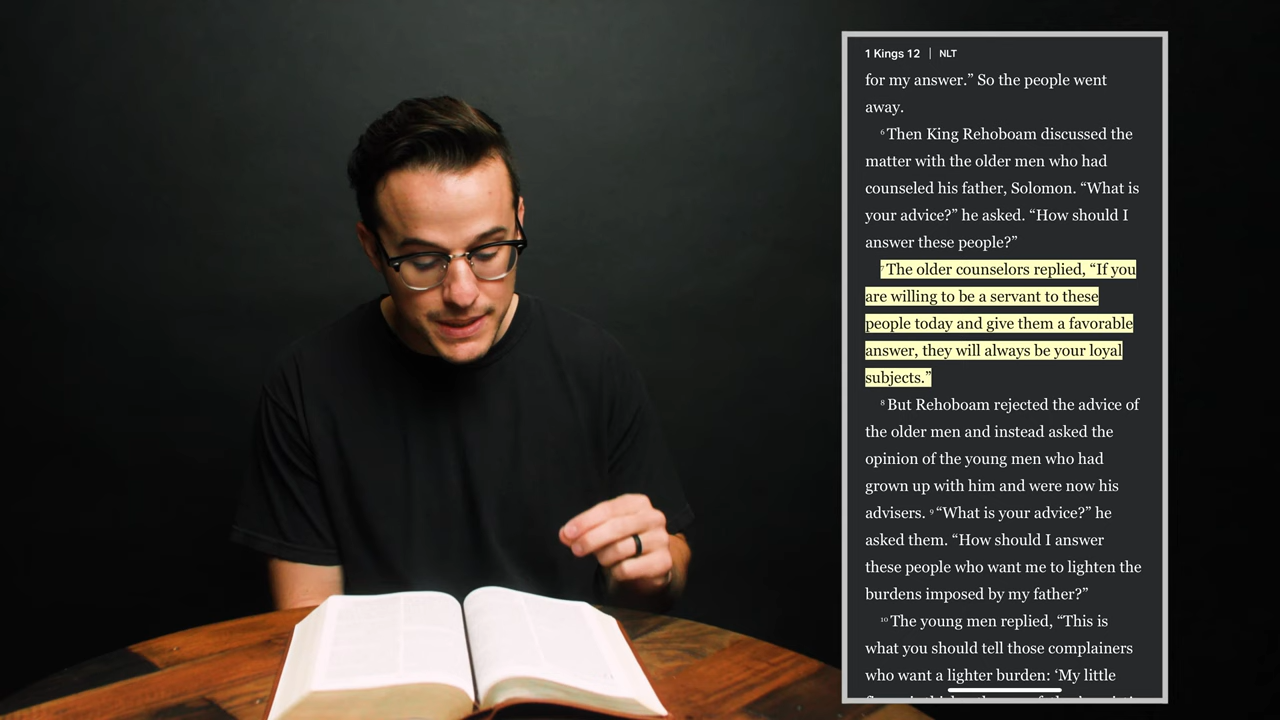 1 Kings 12 | NLT
for my answer.” So the people went
away.
6 Then King Rehoboam discussed the
matter with the older men who had
counseled his father, Solomon. “What is
your advice?” he asked. “How should I
answer these people?”
7 The older counselors replied, “If you
are willing to be a servant to these
people today and give them a favorable
answer, they will always be your loyal
subjects.”
8 But Rehoboam rejected the advice of
the older men and instead asked the
opinion of the young men who had
grown up with him and were now his
advisers. 9 “What is your advice?” he
asked them. “How should I answer
these people who want me to lighten the
burdens imposed by my father?”
10 The young men replied, “This is
what you should tell those complainers
who want a lighter burden: ‘My little